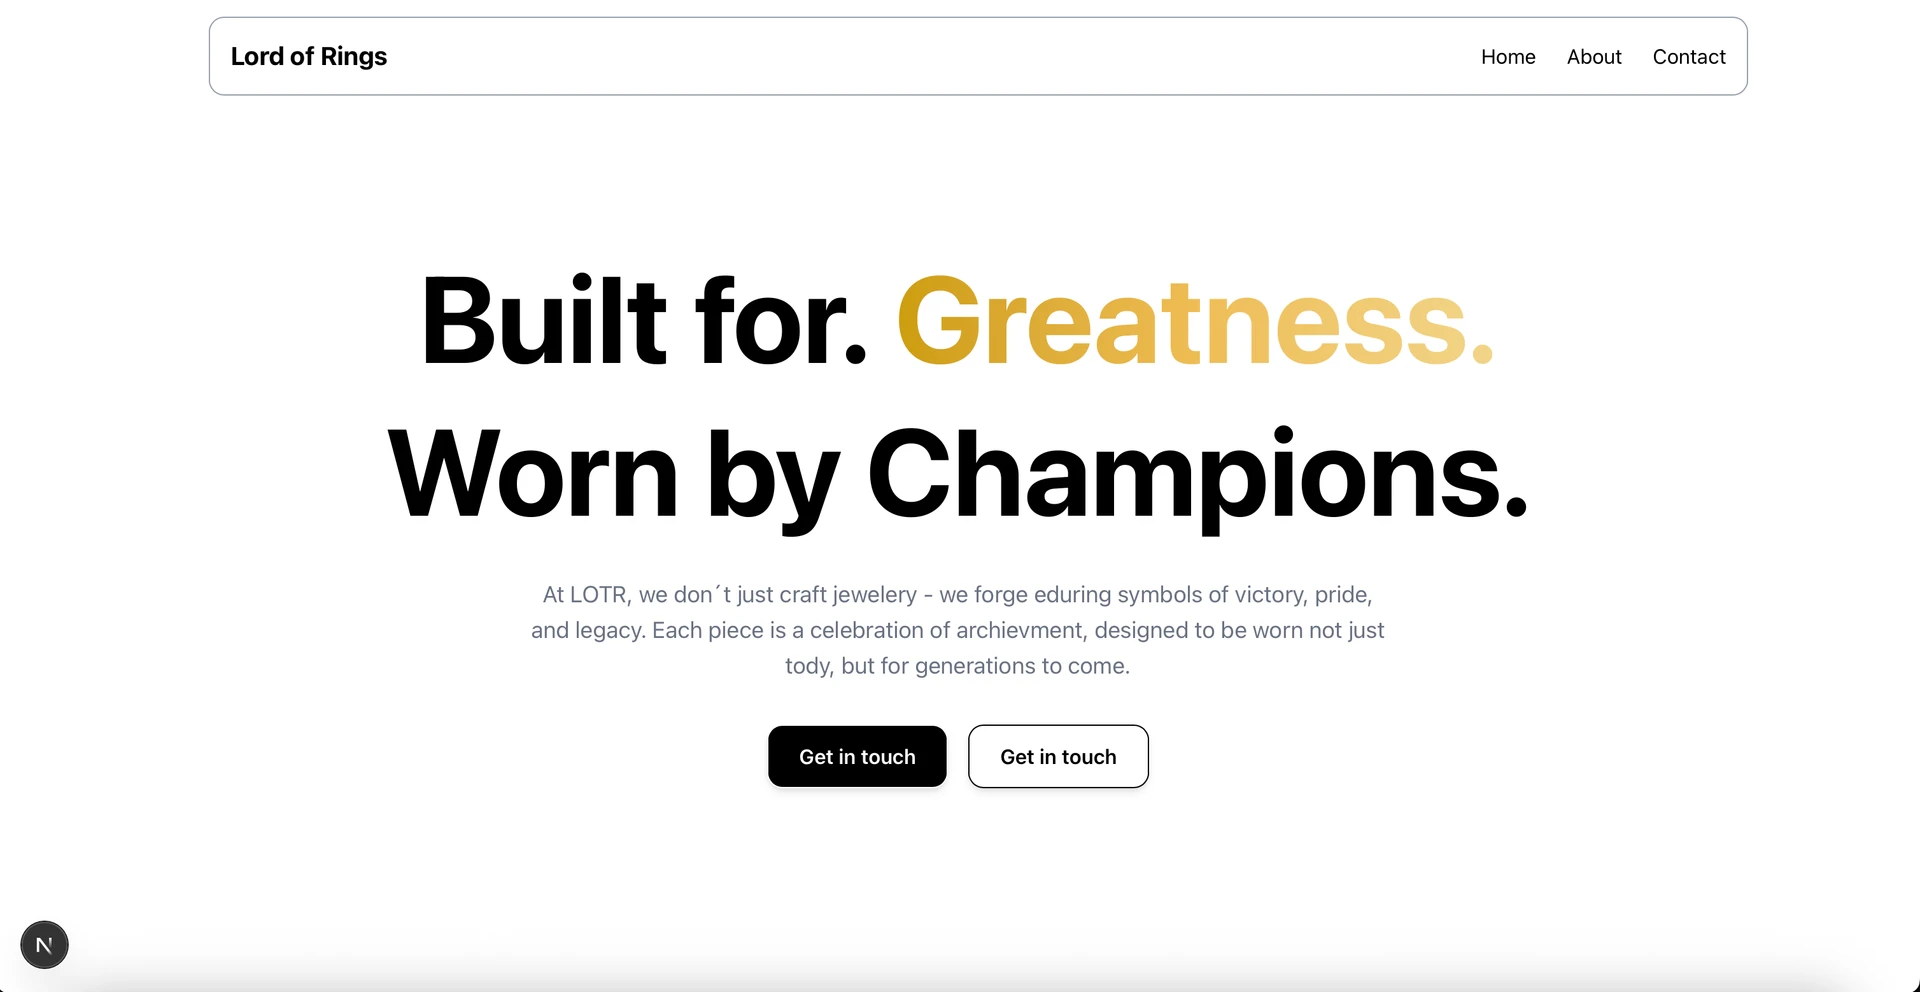 Lord of Rings
Home About Contact
Built for. Greatness.
Worn by Champions.
At LOTR, we don´t just craft jewelery - we forge eduring symbols of victory, pride,
and legacy. Each piece is a celebration of archievment, designed to be worn not just
tody, but for generations to come.
Get in touch Get in touch
N